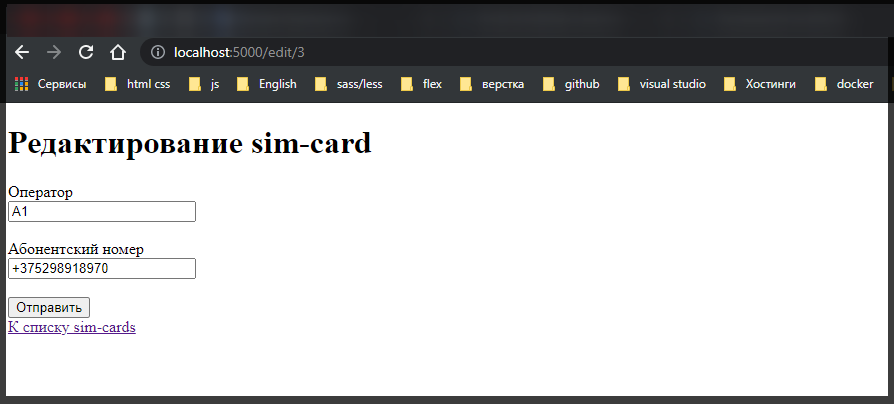 localhost:5000/edit/3
Сервисы html css js English sass/less flex верстка github visual studio Хостинги docker
Редактирование sim-card
Оператор
A1
Абонентский номер
+375298918970
Отправить
К списку sim-cards